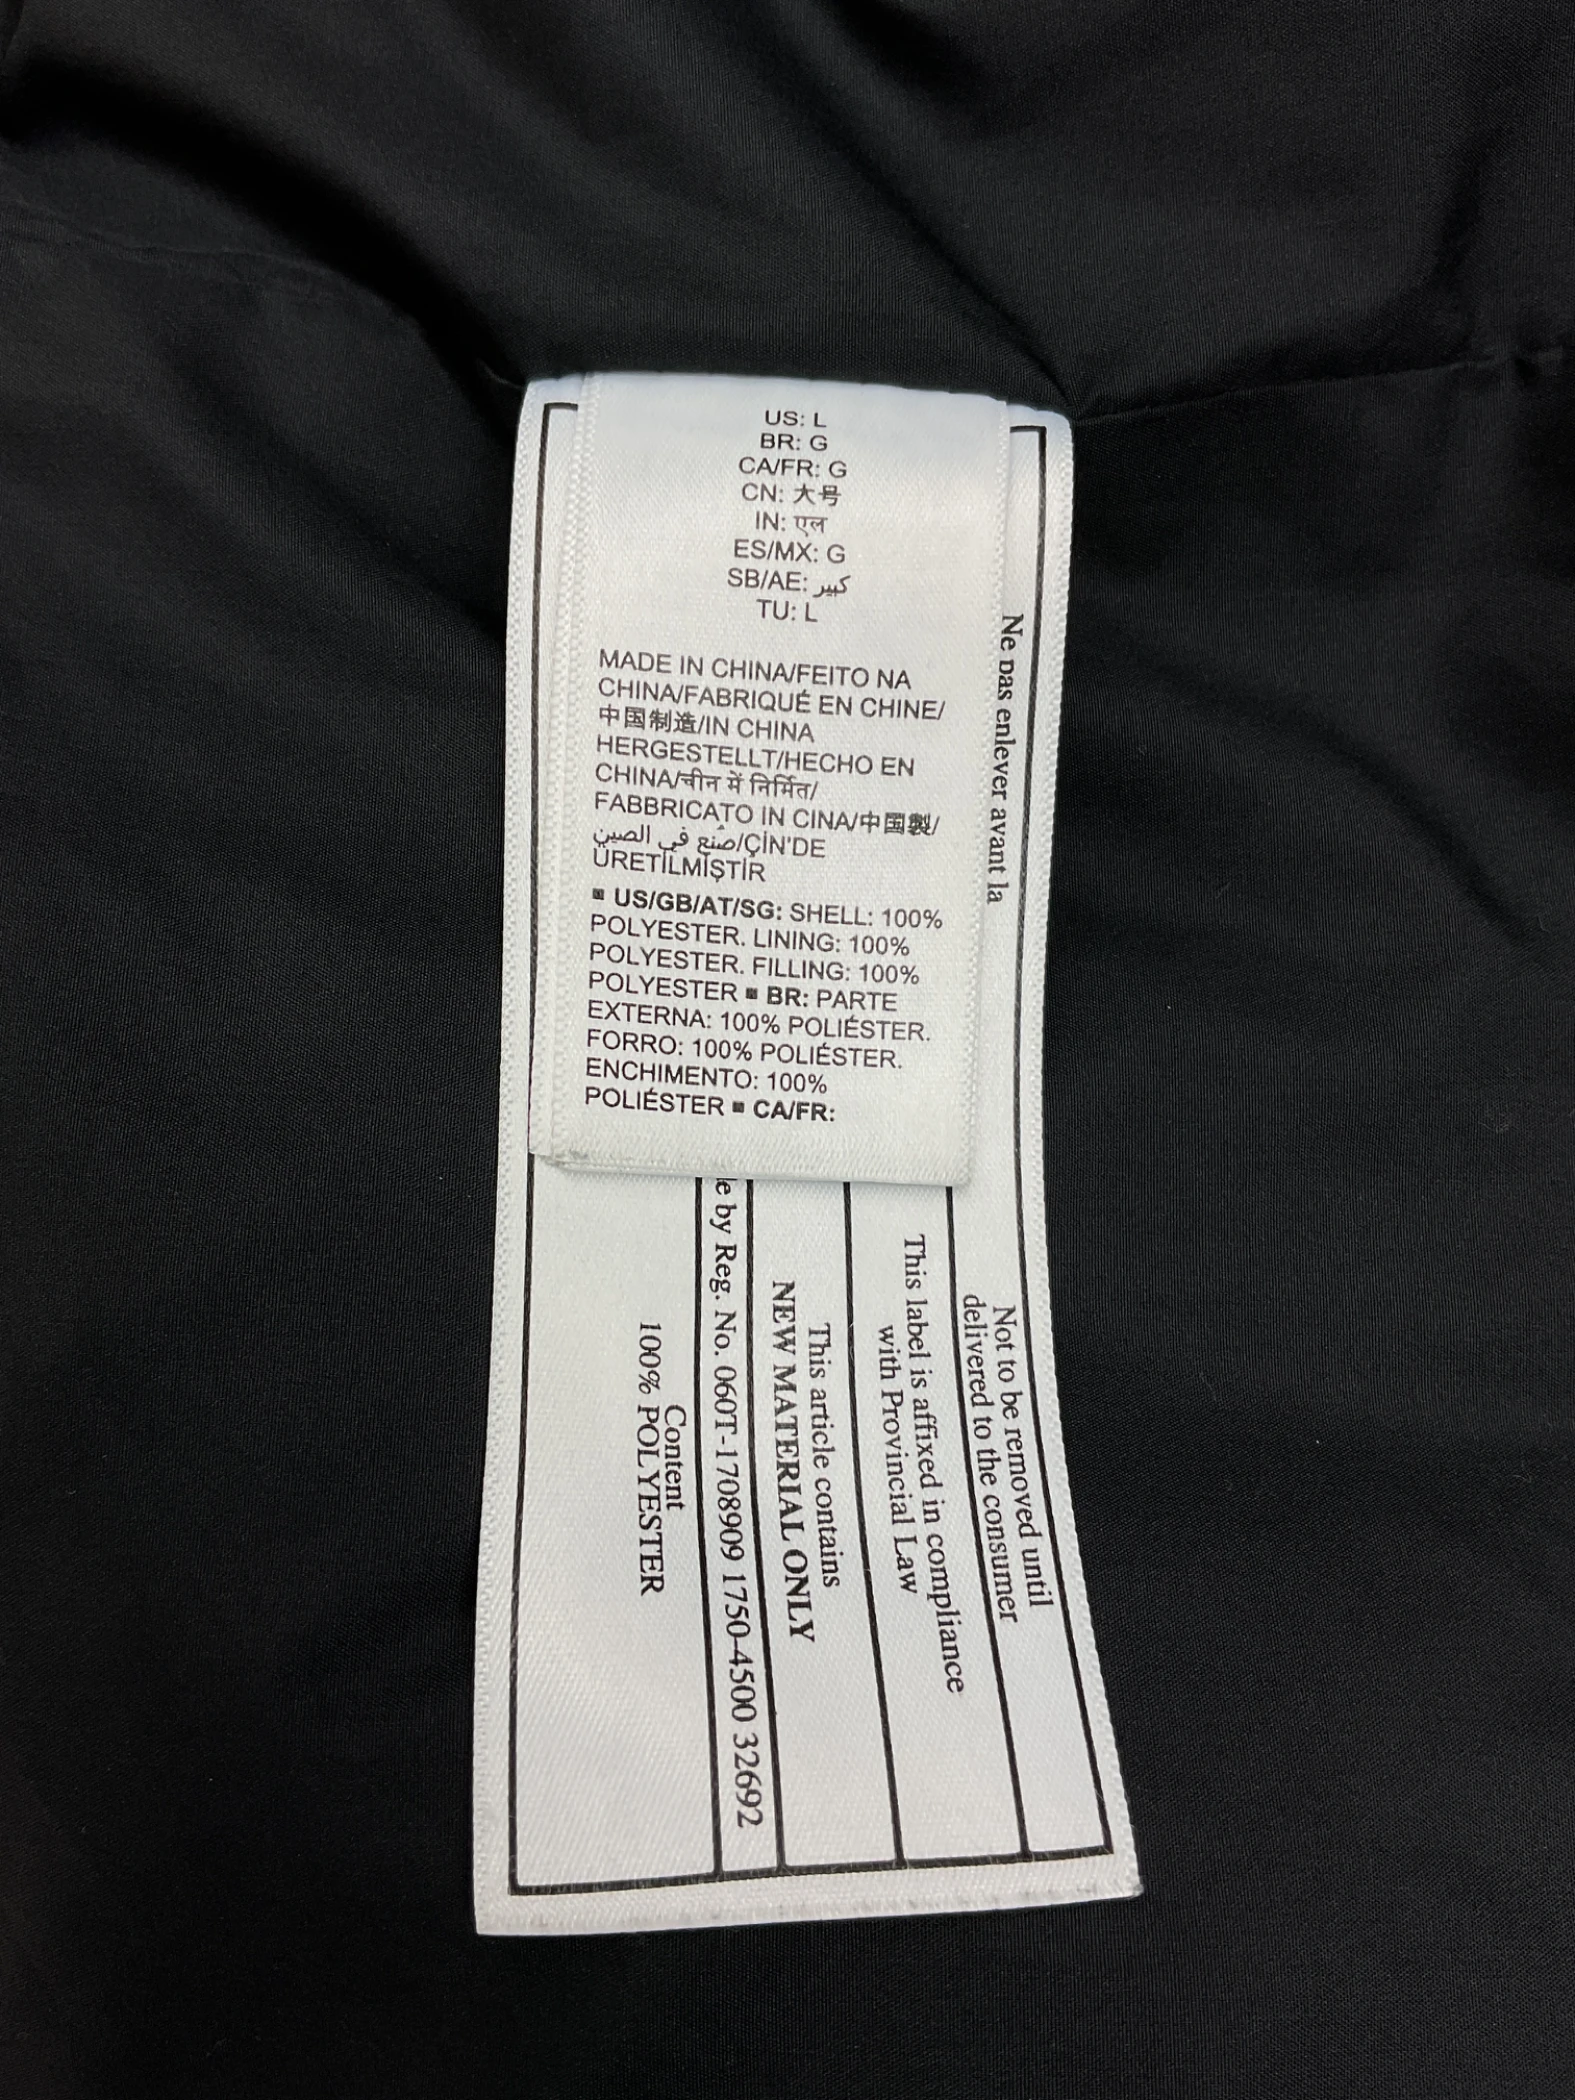 US: L
BR: G
CA/FR: G
CN: 大号
IN: एल
ES/MX: G
SB/AE: كبير
TU: L
MADE IN CHINA/FEITO NA
CHINA/FABRIQUÉ EN CHINE/
中国制造/IN CHINA
HERGESTELLT/HECHO EN
CHINA/चीन में निर्मित/
FABBRICATO IN CINA/中国製/
صُنع في الصين/ÇİN'DE
ÜRETİLMİŞTİR
▪ US/GB/AT/SG: SHELL: 100%
POLYESTER. LINING: 100%
POLYESTER. FILLING: 100%
POLYESTER ▪ BR: PARTE
EXTERNA: 100% POLIÉSTER.
FORRO: 100% POLIÉSTER.
ENCHIMENTO: 100%
POLIÉSTER ▪ CA/FR:
Ne pas enlever avant la
Not to be removed until
delivered to the consumer
This label is affixed in compliance
with Provincial Law
This article contains
NEW MATERIAL ONLY
e by Reg. No. 060T-1708909 1750-4500 32692
Content
100% POLYESTER